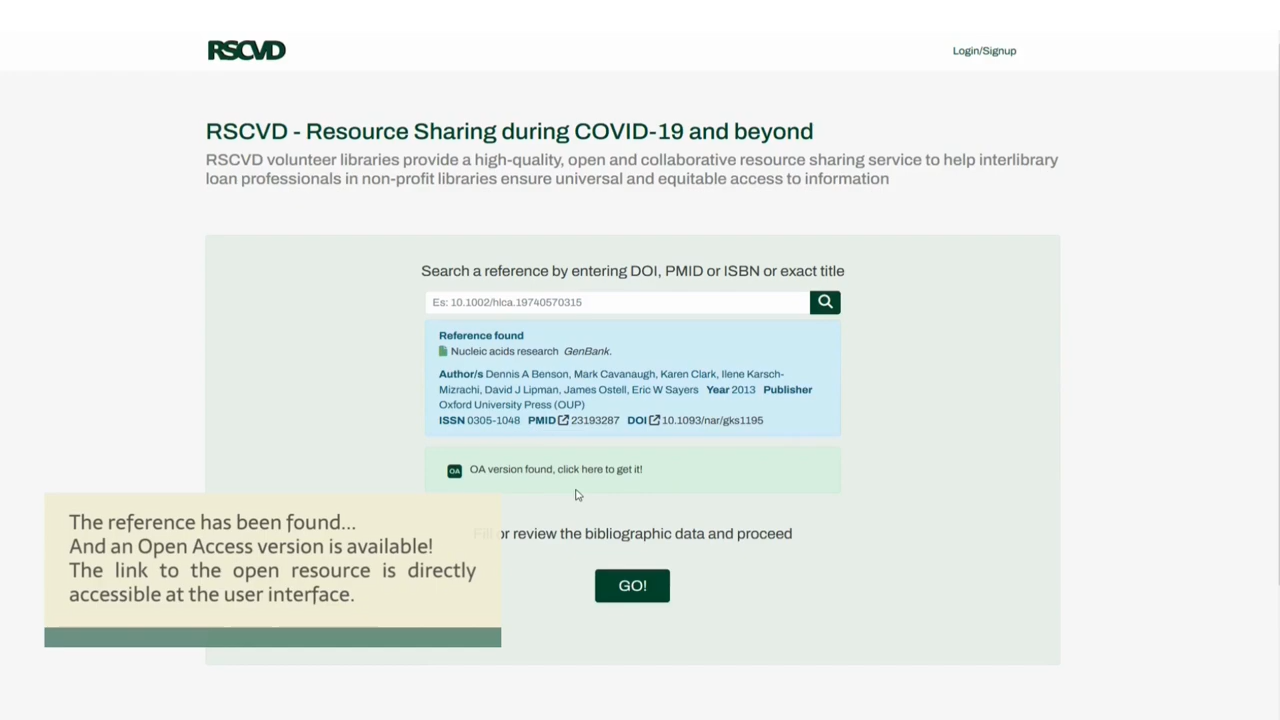 RSCVD
Login/Signup
RSCVD - Resource Sharing during COVID-19 and beyond
RSCVD volunteer libraries provide a high-quality, open and collaborative resource sharing service to help interlibrary
loan professionals in non-profit libraries ensure universal and equitable access to information
Search a reference by entering DOI, PMID or ISBN or exact title
Es: 10.1002/hlca.19740570315
Reference found
Nucleic acids research GenBank.
Author/s Dennis A Benson, Mark Cavanaugh, Karen Clark, Ilene Karsch-
Mizrachi, David J Lipman, James Ostell, Eric W Sayers Year 2013 Publisher
Oxford University Press (OUP)
ISSN 0305-1048 PMID 23193287 DOI 10.1093/nar/gks1195
OA OA version found, click here to get it!
Fill or review the bibliographic data and proceed
GO!
The reference has been found...
And an Open Access version is available!
The link to the open resource is directly
accessible at the user interface.